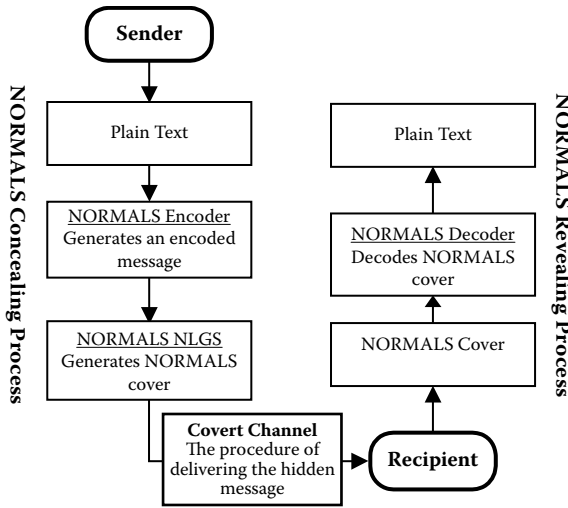 Sender
NORMALS Concealing Process
Plain Text
NORMALS Encoder
Generates an encoded
message
NORMALS NLGS
Generates NORMALS
cover
Covert Channel
The procedure of
delivering the hidden
message
Recipient
NORMALS Cover
NORMALS Decoder
Decodes NORMALS
cover
Plain Text
NORMALS Revealing Process